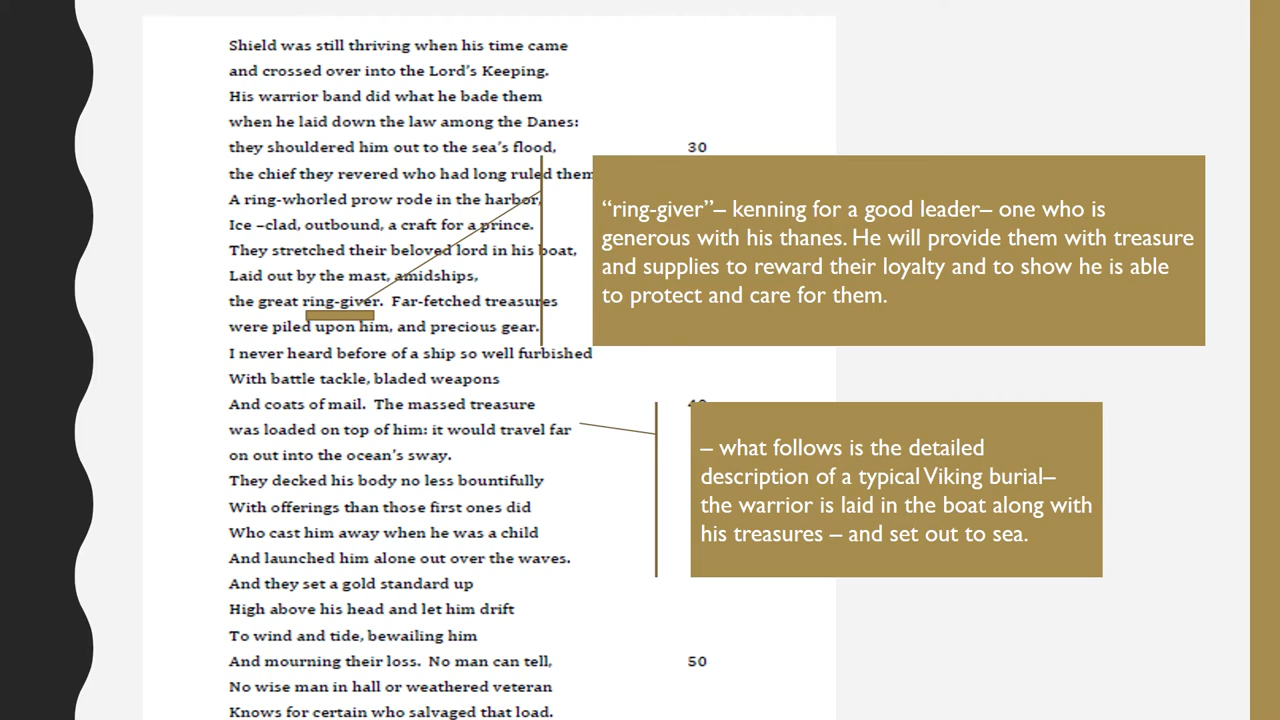 Shield was still thriving when his time came
and crossed over into the Lord's Keeping.
His warrior band did what he bade them
when he laid down the law among the Danes:
they shouldered him out to the sea's flood,
30
the chief they revered who had long ruled them
A ring-whorled prow rode in the harbor,
Ice –clad, outbound, a craft for a prince.
They stretched their beloved lord in his boat,
Laid out by the mast, amidships,
the great ring-giver. Far-fetched treasures
were piled upon him, and precious gear.
I never heard before of a ship so well furbished
With battle tackle, bladed weapons
And coats of mail. The massed treasure
was loaded on top of him: it would travel far
on out into the ocean's sway.
They decked his body no less bountifully
With offerings than those first ones did
Who cast him away when he was a child
And launched him alone out over the waves.
And they set a gold standard up
High above his head and let him drift
To wind and tide, bewailing him
And mourning their loss. No man can tell,
50
No wise man in hall or weathered veteran
Knows for certain who salvaged that load.
“ring-giver”– kenning for a good leader– one who is
generous with his thanes. He will provide them with treasure
and supplies to reward their loyalty and to show he is able
to protect and care for them.
– what follows is the detailed
description of a typical Viking burial–
the warrior is laid in the boat along with
his treasures – and set out to sea.